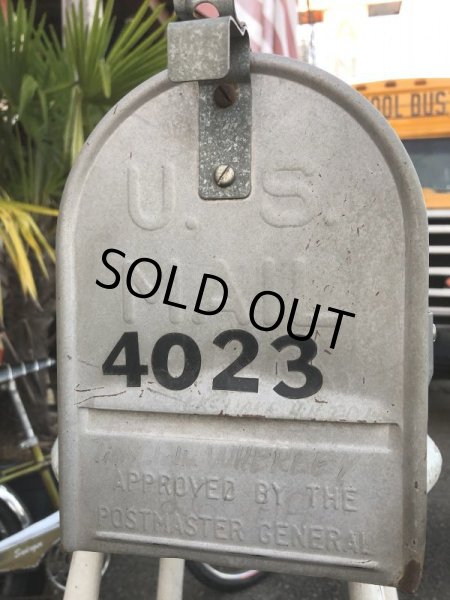 OOL BUS
U. S.
MAIL
SOLD OUT
4023
APPROVED BY THE
POSTMASTER GENERAL